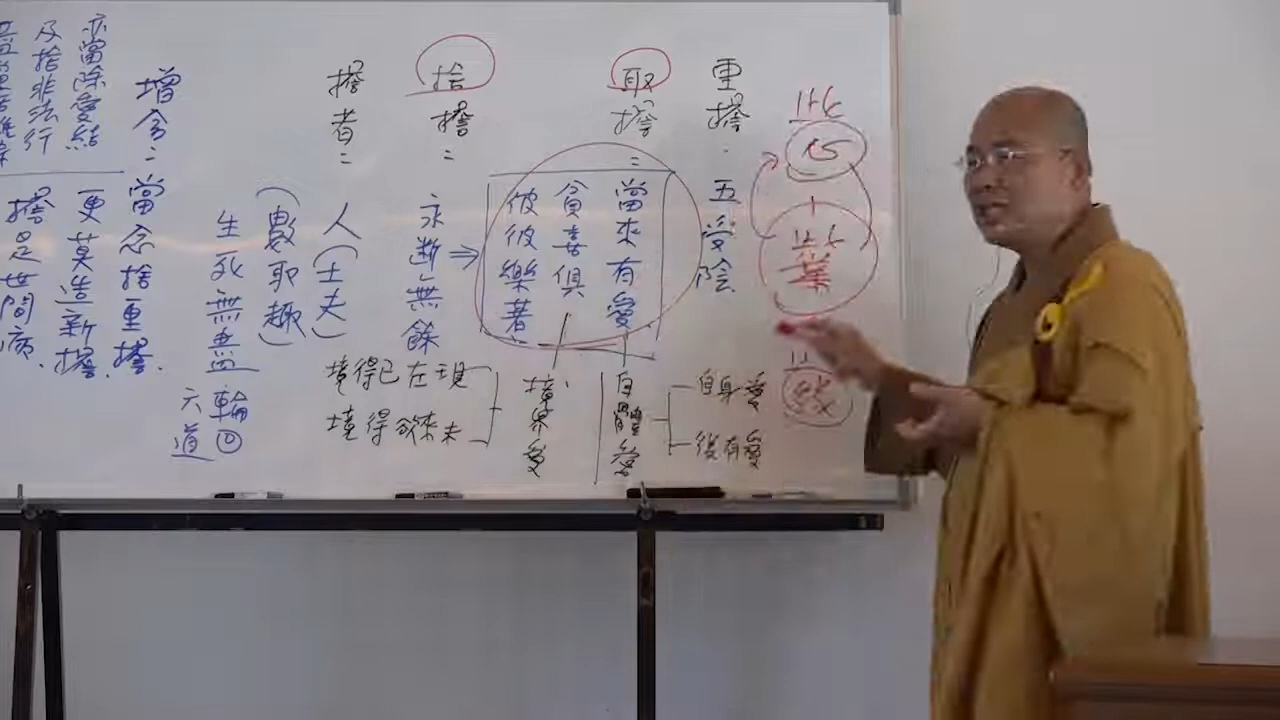 重擔:五受陰
取擔:
當來有愛
貪喜俱
彼彼樂著
捨擔:永斷無餘⇒
擔者:人(士夫)
(數取趣)
生死無盡
輪回
六道
自體愛
自身愛
後有愛
境界愛
境得已在現
境得欲來未
此
心
業
增含:當念捨重擔.
更莫造新擔.
擔是世間病,
亦當除愛結
及捨非法行